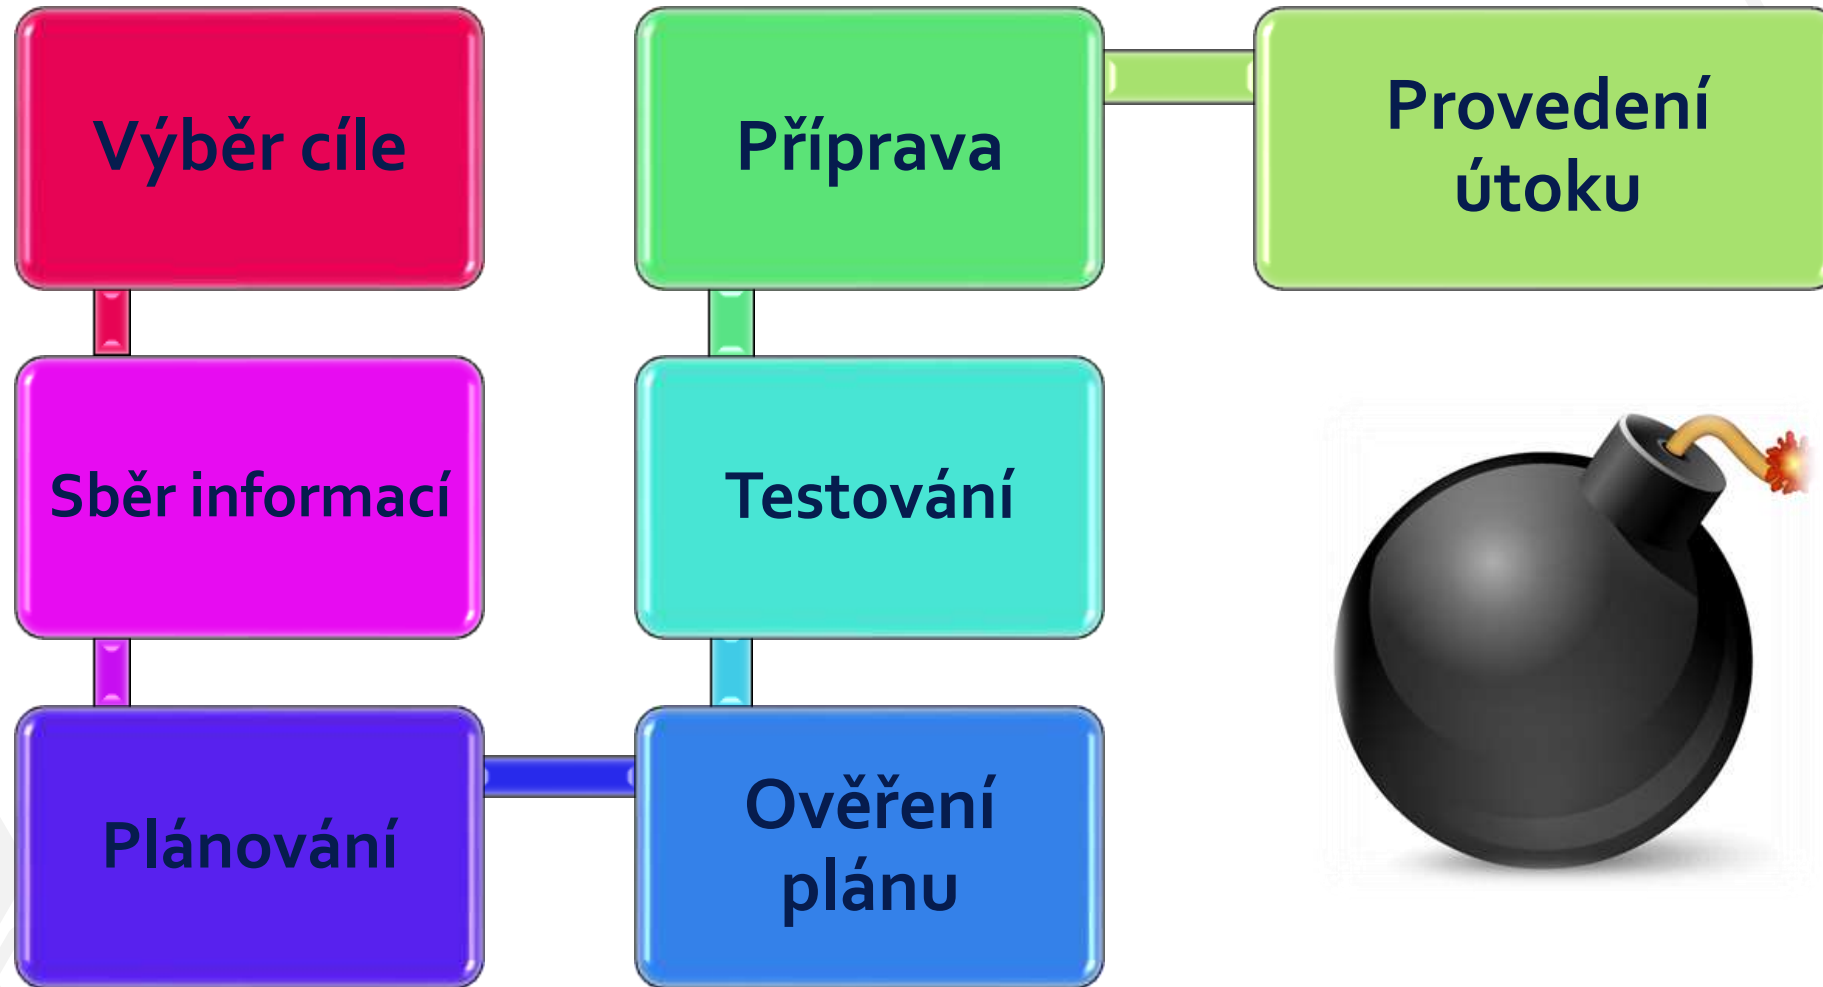 Výběr cíle
Sběr informací
Plánování
Ověření
plánu
Testování
Příprava
Provedení
útoku